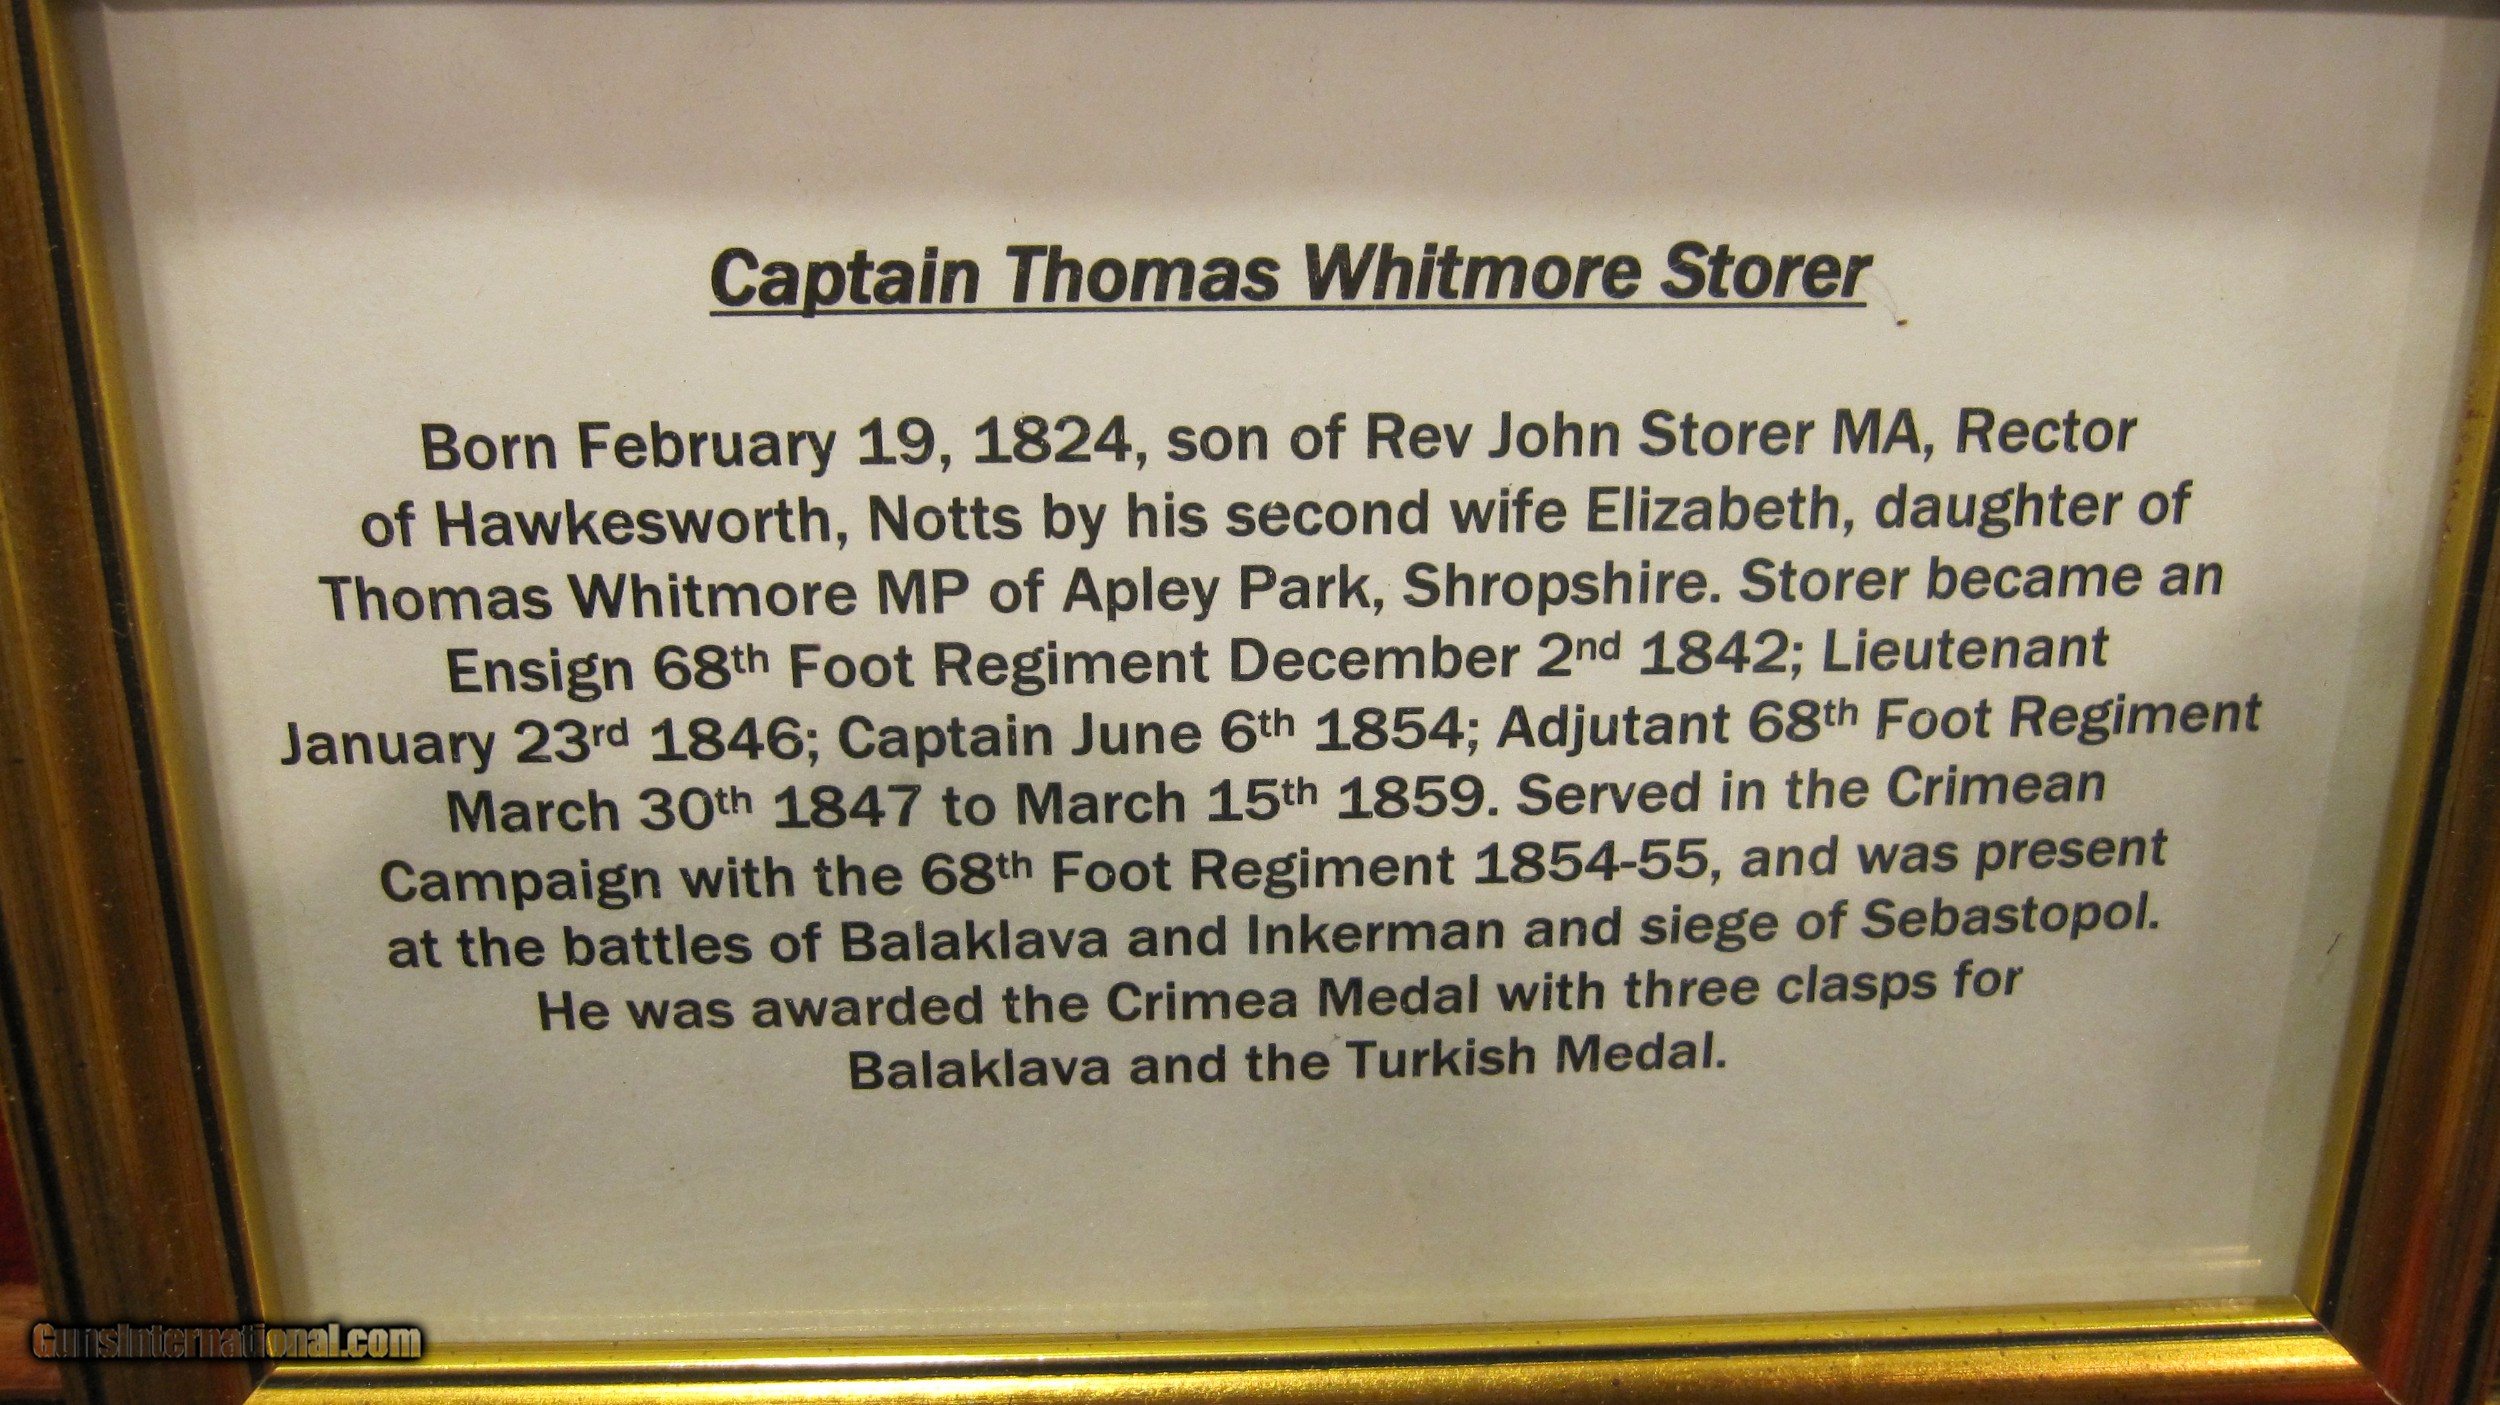 Captain Thomas Whitmore Storer
Born February 19, 1824, son of Rev John Storer MA, Rector
of Hawkesworth, Notts by his second wife Elizabeth, daughter of
Thomas Whitmore MP of Apley Park, Shropshire. Storer became an
Ensign 68th Foot Regiment December 2nd 1842; Lieutenant
January 23rd 1846; Captain June 6th 1854; Adjutant 68th Foot Regiment
March 30th 1847 to March 15th 1859. Served in the Crimean
Campaign with the 68th Foot Regiment 1854-55, and was present
at the battles of Balaklava and Inkerman and siege of Sebastopol.
He was awarded the Crimea Medal with three clasps for
Balaklava and the Turkish Medal.
GunsInternational.com